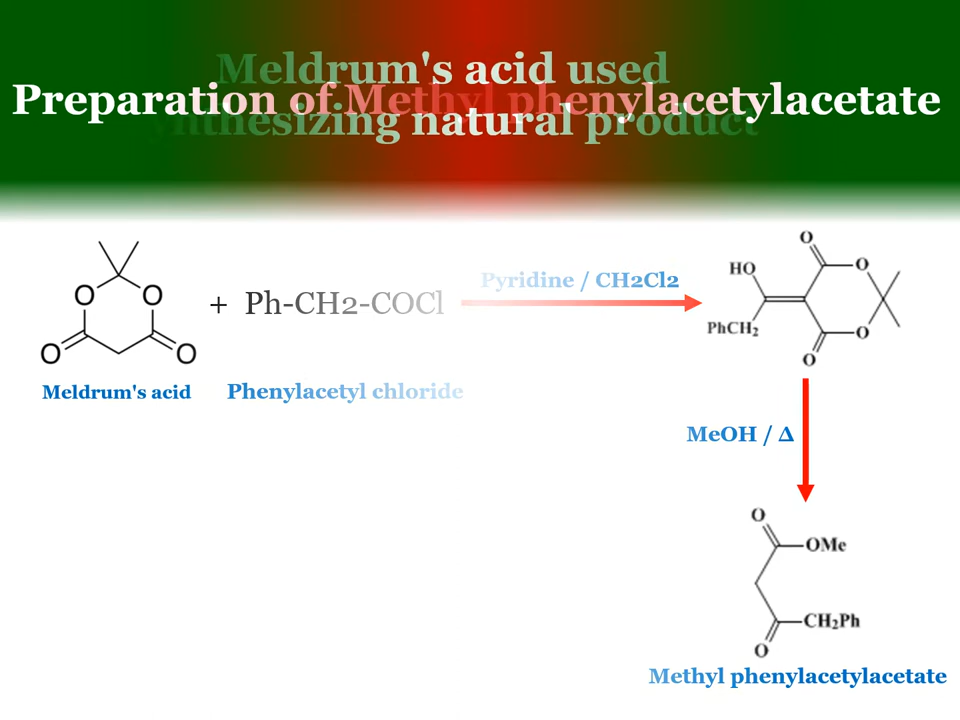 Meldrum's acid used
Preparation of Methyl phenylacetylacetate
natural product
O
O
O
O
+ Ph-CH2-COCl
Pyridine / CH2Cl2
O
HO
O
PhCH2
O
O
Meldrum's acid
Phenylacetyl chloride
MeOH / Δ
O
OMe
CH2Ph
O
Methyl phenylacetylacetate